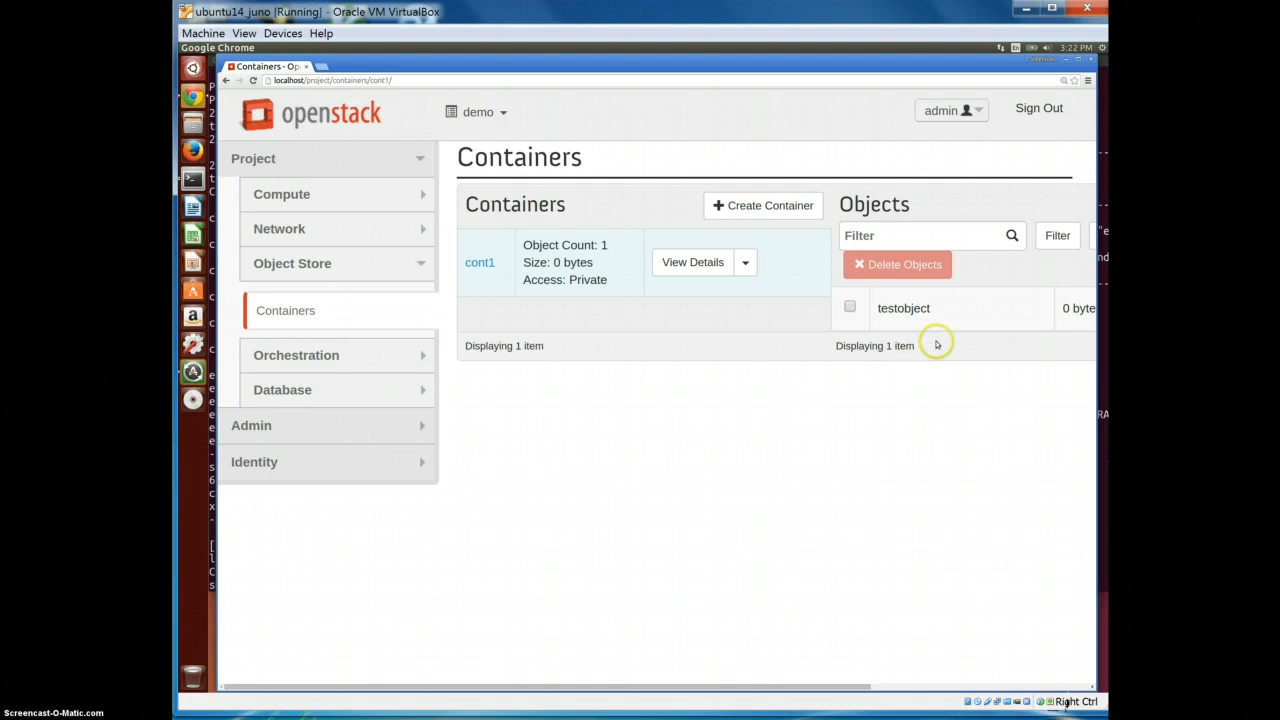 ubuntu14_juno [Running] - Oracle VM VirtualBox
Machine View Devices Help
Google Chrome
En
3:22 PM
Containers - Op
localhost/project/containers/cont1/
openstack
demo
admin
Sign Out
Project
Compute
Network
Object Store
Containers
Orchestration
Database
Admin
Identity
Containers
Containers
Create Container
cont1
Object Count: 1
Size: 0 bytes
Access: Private
View Details
Displaying 1 item
Objects
Filter
Filter
Delete Objects
testobject
0 byte
Displaying 1 item
Right Ctrl
Screencast-O-Matic.com